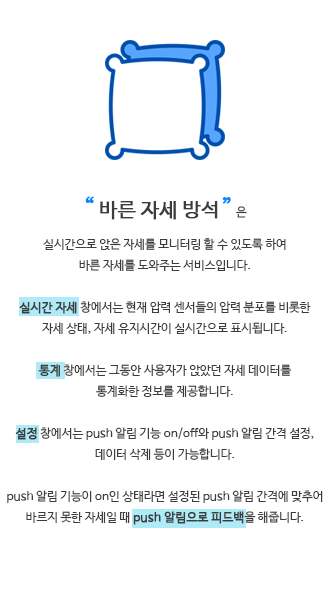 “ 바른 자세 방석 ” 은
실시간으로 앉은 자세를 모니터링 할 수 있도록 하여
바른 자세를 도와주는 서비스입니다.
실시간 자세 창에서는 현재 압력 센서들의 압력 분포를 비롯한
자세 상태, 자세 유지시간이 실시간으로 표시됩니다.
통계 창에서는 그동안 사용자가 앉았던 자세 데이터를
통계화한 정보를 제공합니다.
설정 창에서는 push 알림 기능 on/off와 push 알림 간격 설정,
데이터 삭제 등이 가능합니다.
push 알림 기능이 on인 상태라면 설정된 push 알림 간격에 맞추어
바르지 못한 자세일 때 push 알림으로 피드백을 해줍니다.